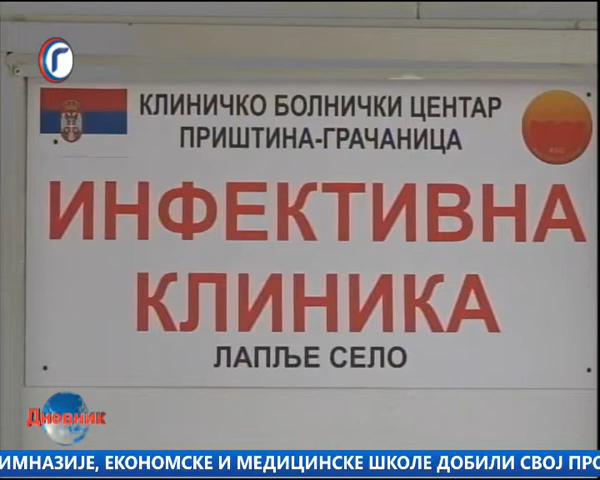 КЛИНИЧКО БОЛНИЧКИ ЦЕНТАР
ПРИШТИНА-ГРАЧАНИЦА
ИНФЕКТИВНА
КЛИНИКА
ЛАПЉЕ СЕЛО
Дневник
ИМНАЗИЈЕ, ЕКОНОМСКЕ И МЕДИЦИНСКЕ ШКОЛЕ ДОБИЛИ СВОЈ ПРО